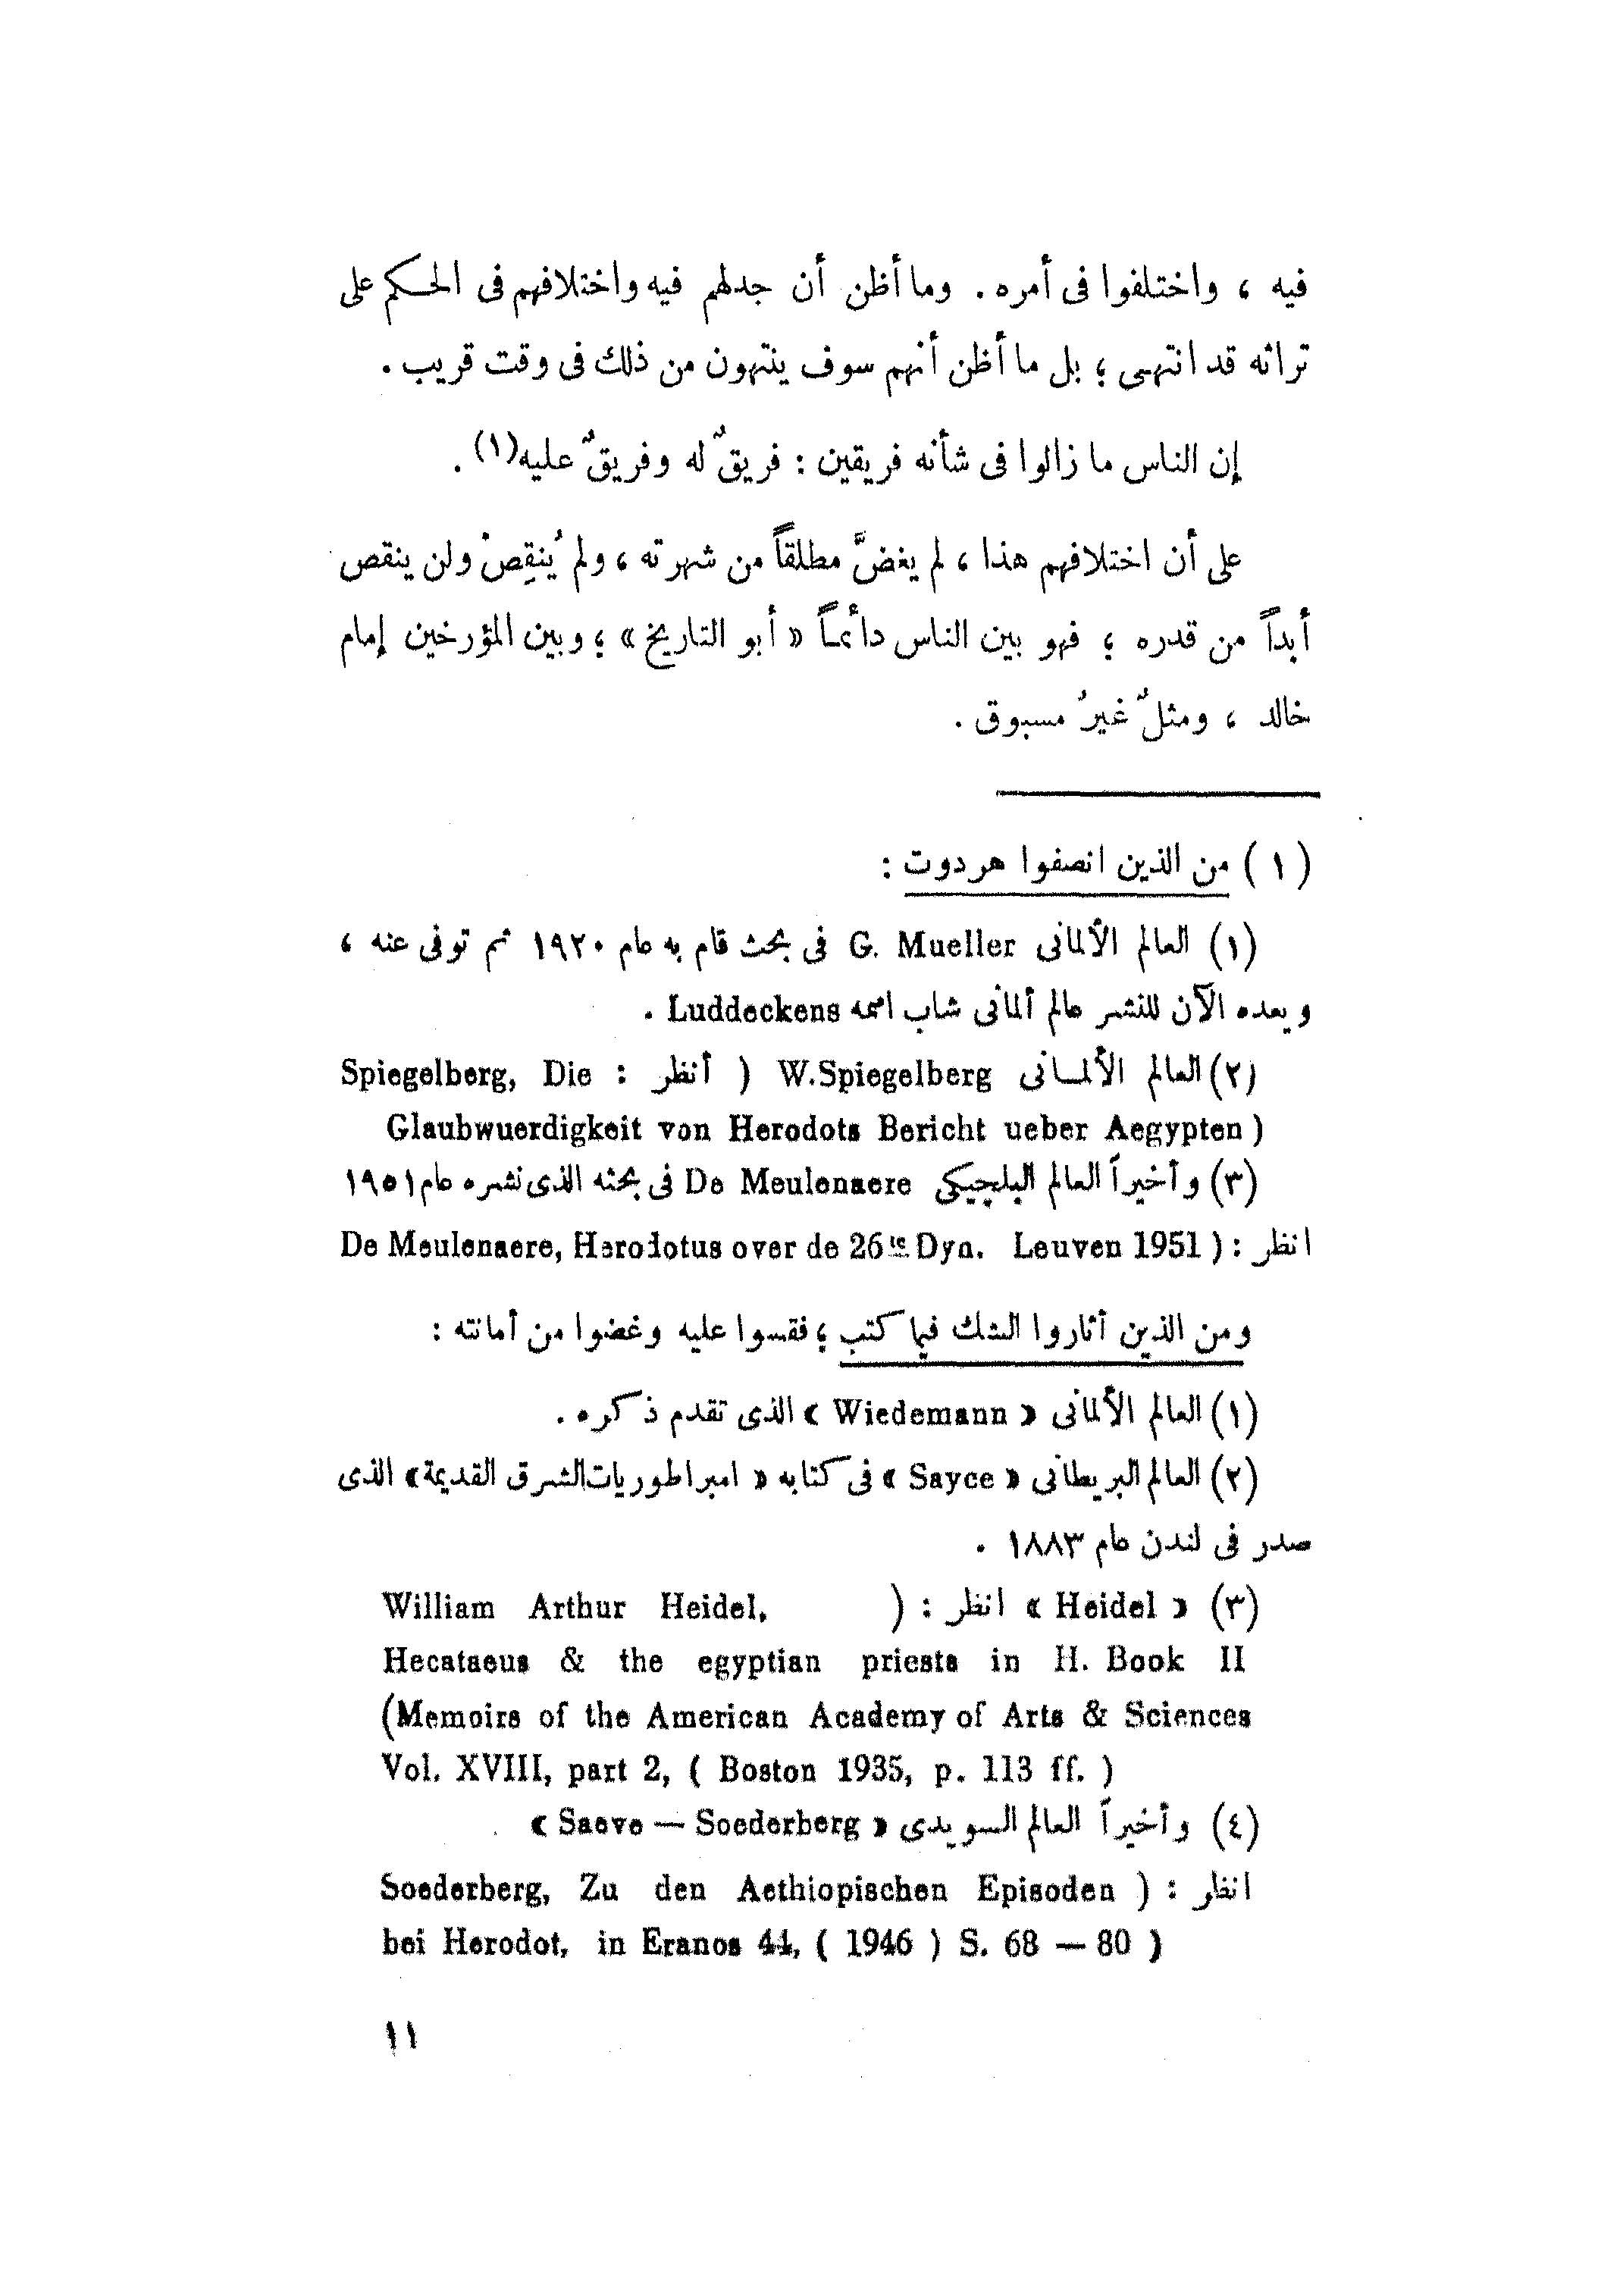 فيه ، واختلفوا فى أمره . وما أظن أن جدلهم فيه واختلافهم فى الحكم على
تراثه قد انتهى ؛ بل ما أظن أنهم سوف ينتهون من ذلك فى وقت قريب .
إن الناس ما زالوا فى شأنه فريقين : فريقٌ له وفريقٌ عليه(١) .
على أن اختلافهم هذا ، لم يغضَّ مطلقاً من شهرته ، ولم يُنقِصْ ولن ينقص
أبداً من قدره ؛ فهو بين الناس دائماً « أبو التاريخ » ؛ وبين المؤرخين إمام
خالد ، ومثلٌ غيرُ مسبوق .
( ١ ) من الذين انصفوا هردوت :
(١) العالم الألمانى G. Mueller فى بحث قام به عام ١٩٢٠ ثم توفى عنه ،
ويعده الآن للنشر عالم ألمانى شاب اسمه Luddeckens .
(٢) العالم الألمانى W.Spiegelberg ( أنظر : Spiegelberg, Die
Glaubwuerdigkeit von Herodots Bericht ueber Aegypten )
(٣) وأخيراً العالم البلچيكى De Meulenaere فى بحثه الذى نشره عام ١٩٥١
انظر : ( De Meulenaere, Herodotus over de 26te Dyn. Leuven 1951
ومن الذين أثاروا الشك فيما كتب ؛ فقسوا عليه وغضوا من أمانته :
(١) العالم الألمانى « Wiedemann » الذى تقدم ذكره .
(٢) العالم البريطانى « Sayce » فى كتابه « امبراطوريات الشرق القديمة » الذى
صدر فى لندن عام ١٨٨٣ .
(٣) « Heidel » انظر : ( William Arthur Heidel,
Hecataeus & the egyptian priests in H. Book II
(Memoirs of the American Academy of Arts & Sciences
Vol. XVIII, part 2, ( Boston 1935, p. 113 ff. )
(٤) وأخيراً العالم السويدى « Saeve — Soederberg »
انظر : ( Soederberg, Zu den Aethiopischen Episoden
bei Herodot, in Eranos 44, ( 1946 ) S. 68 — 80 )
١١